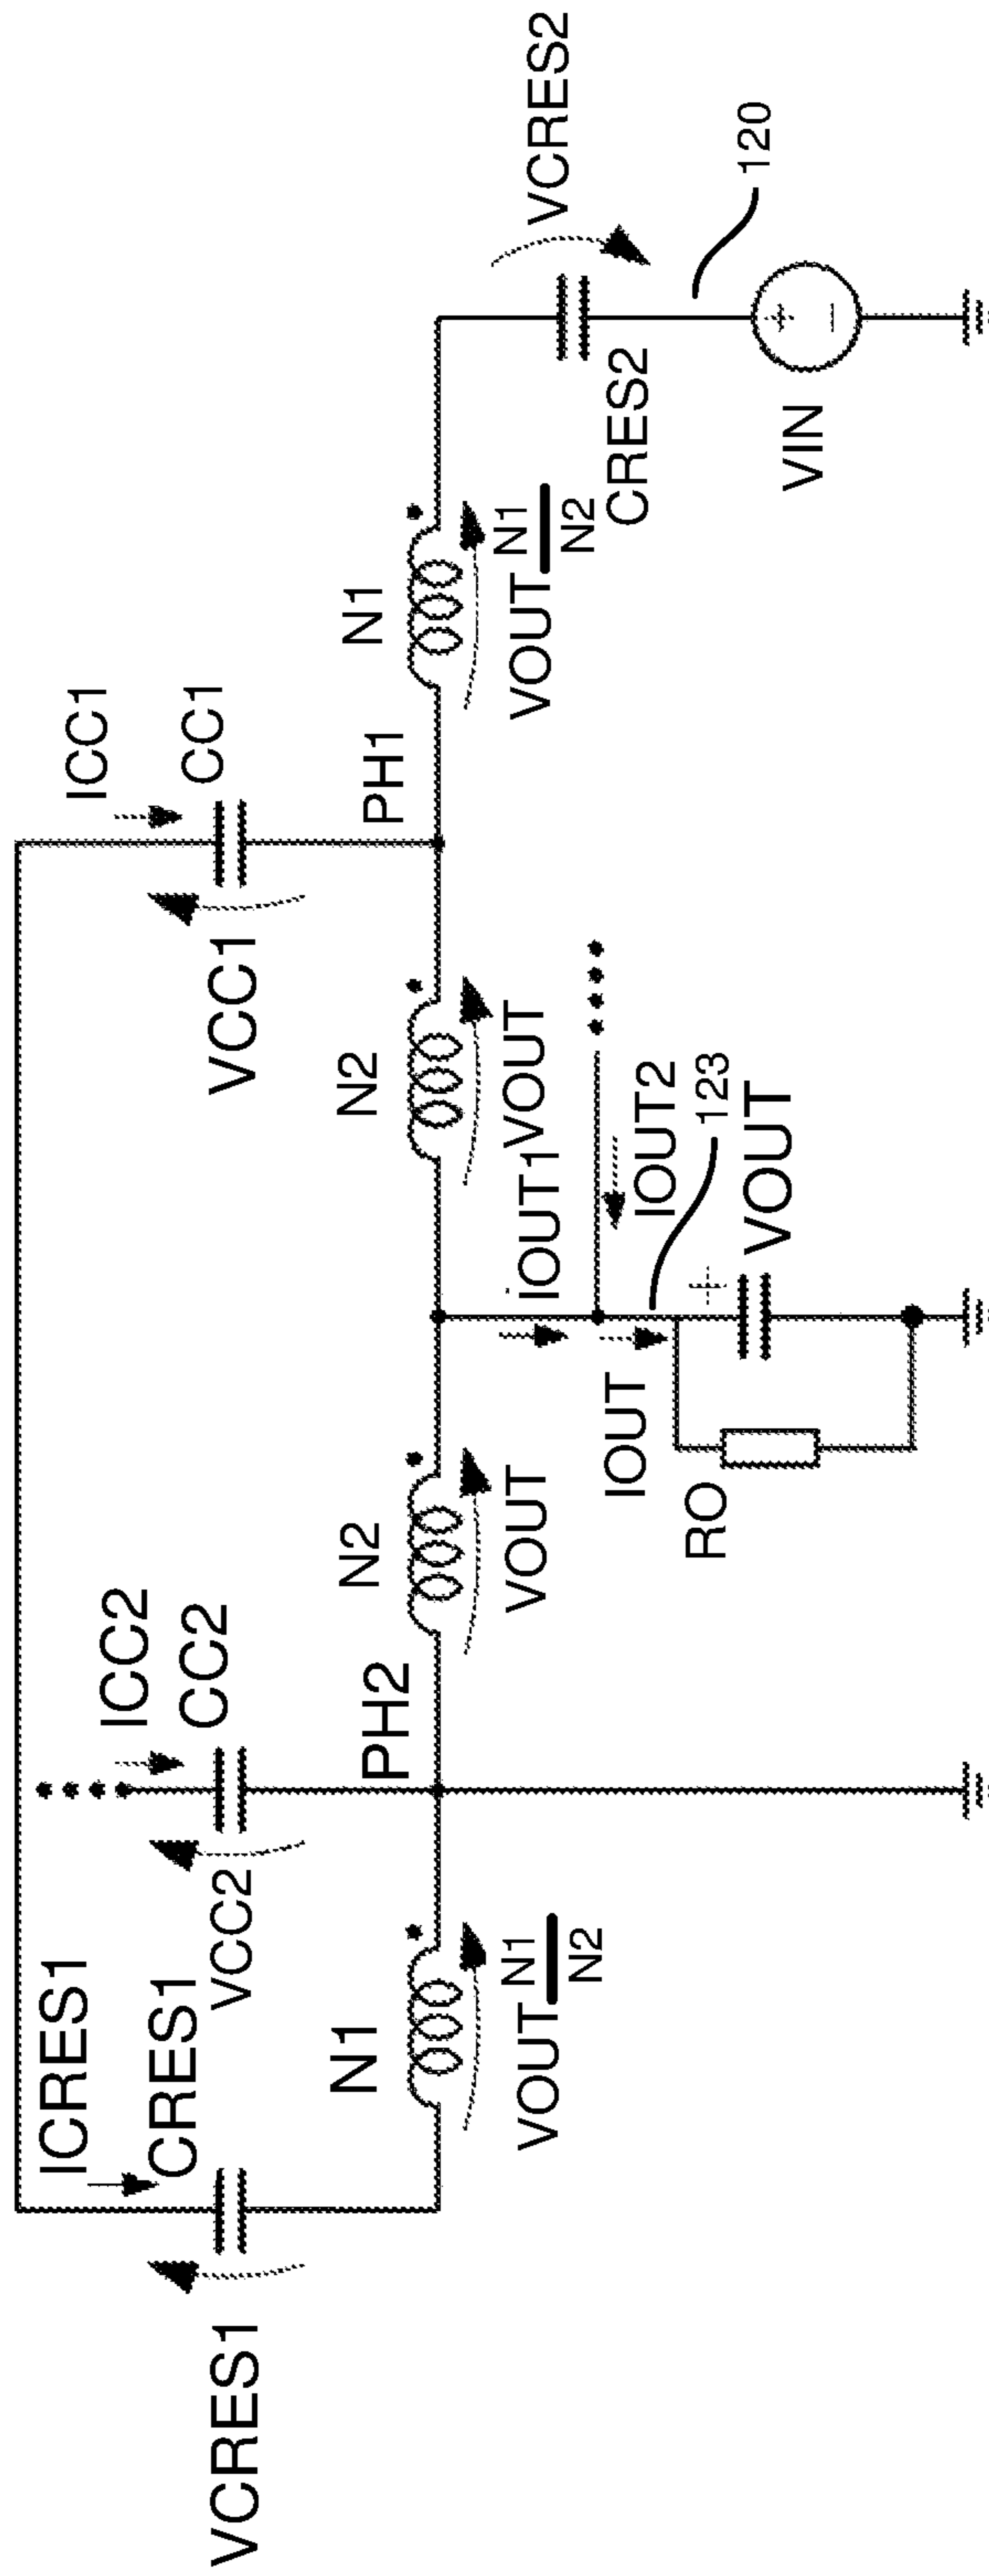 VCRES1
ICRES1
CRES1
VCC2
ICC2
CC2
VCC1
ICC1
CC1
N1
PH2
N2
N2
PH1
N1
VOUT N1
N2
VOUT
VOUT
VOUT N1
N2
IOUT1
IOUT2
IOUT
123
RO
+
VOUT
CRES2
VCRES2
120
VIN
+
−